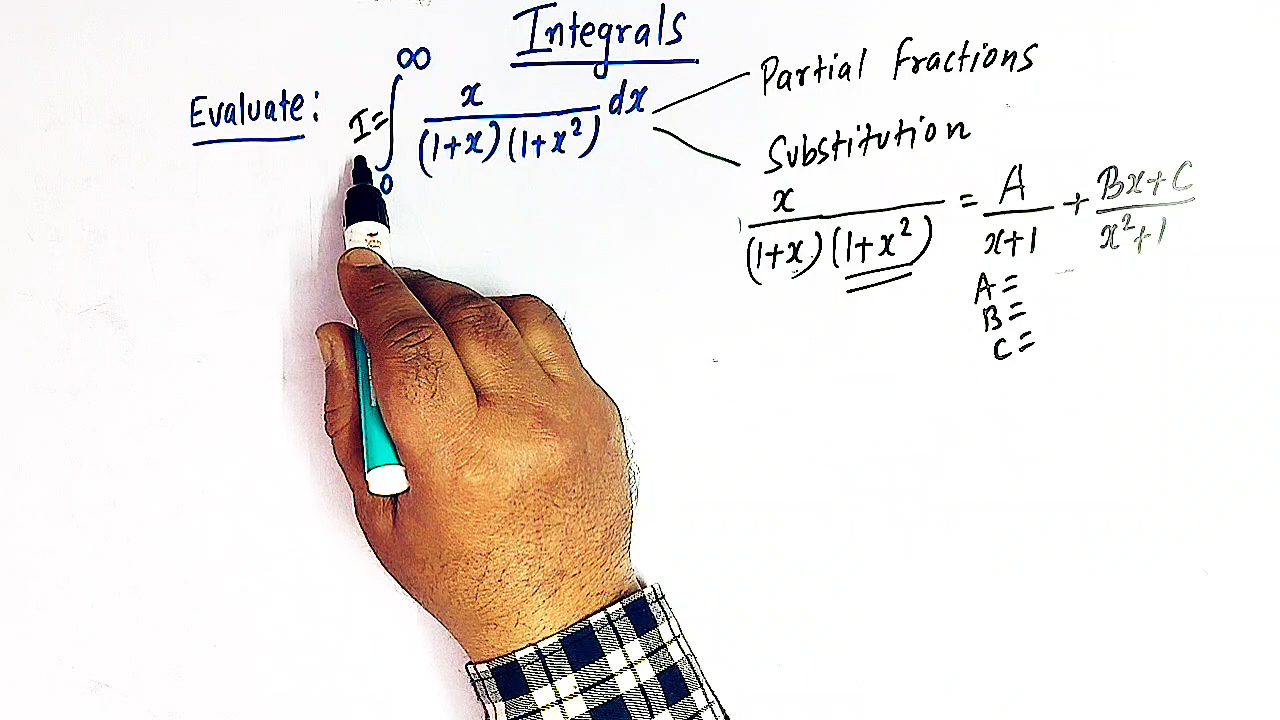 Integrals
Evaluate: I = ∫₀^∞ x / (1+x)(1+x²) dx
Partial Fractions
Substitution
x / (1+x)(1+x²) = A / x+1 + Bx+C / x²+1
A =
B =
C =